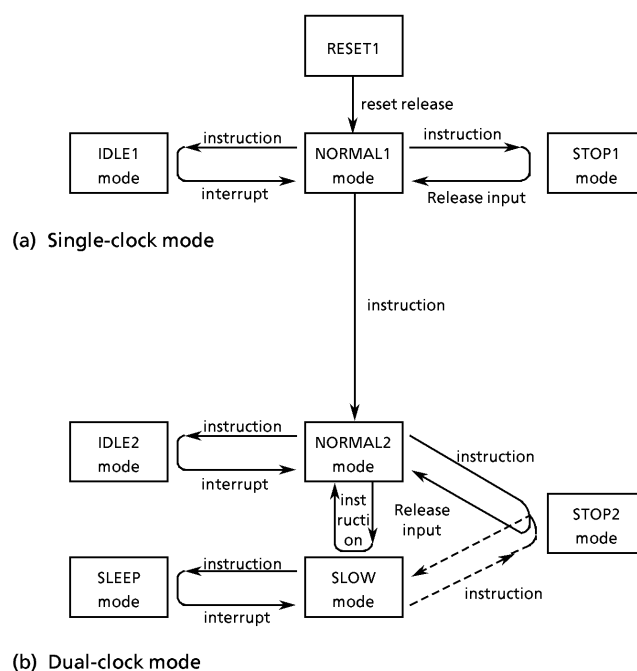 RESET1
reset release
instruction
instruction
IDLE1
mode
NORMAL1
mode
STOP1
mode
interrupt
Release input
(a) Single-clock mode
instruction
instruction
IDLE2
mode
NORMAL2
mode
instruction
interrupt
inst
ructi
on
Release
input
STOP2
mode
instruction
SLEEP
mode
SLOW
mode
instruction
interrupt
(b) Dual-clock mode